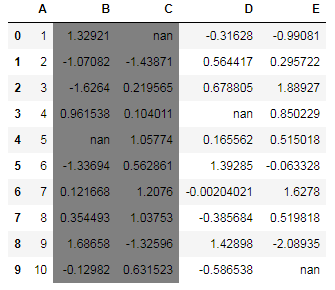 A B C D E
0 1 1.32921 nan -0.31628 -0.99081
1 2 -1.07082 -1.43871 0.564417 0.295722
2 3 -1.6264 0.219565 0.678805 1.88927
3 4 0.961538 0.104011 nan 0.850229
4 5 nan 1.05774 0.165562 0.515018
5 6 -1.33694 0.562861 1.39285 -0.063328
6 7 0.121668 1.2076 -0.00204021 1.6278
7 8 0.354493 1.03753 -0.385684 0.519818
8 9 1.68658 -1.32596 1.42898 -2.08935
9 10 -0.12982 0.631523 -0.586538 nan